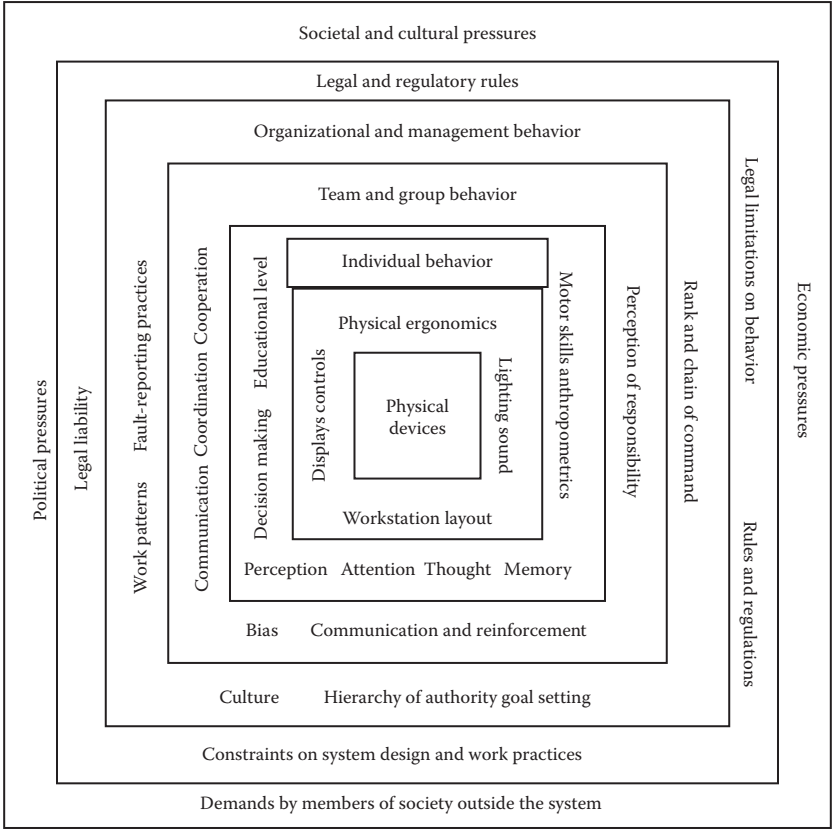 Societal and cultural pressures
Legal and regulatory rules
Organizational and management behavior
Team and group behavior
Individual behavior
Physical ergonomics
Physical
devices
Displays controls
Lighting sound
Workstation layout
Decision making Educational level
Motor skills anthropometrics
Perception Attention Thought Memory
Communication Coordination Cooperation
Perception of responsibility
Bias Communication and reinforcement
Work patterns Fault-reporting practices
Rank and chain of command
Culture Hierarchy of authority goal setting
Legal liability
Legal limitations on behavior
Rules and regulations
Constraints on system design and work practices
Political pressures
Economic pressures
Demands by members of society outside the system